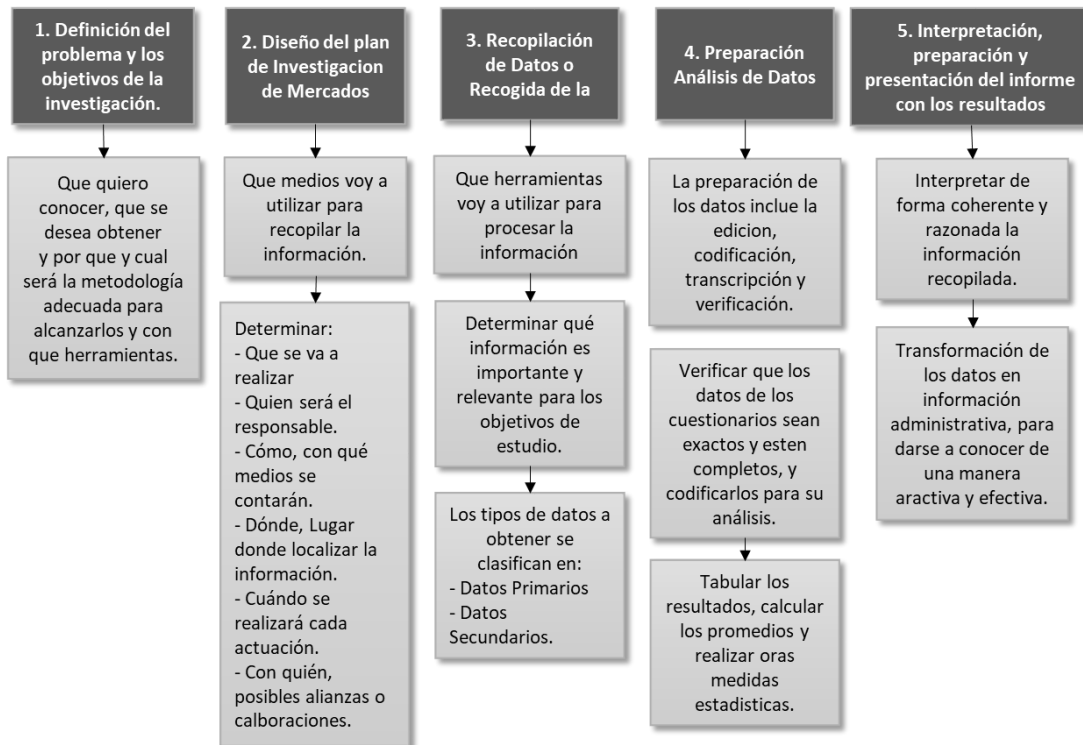 1. Definición del
problema y los
objetivos de la
investigación.
Que quiero
conocer, que se
desea obtener
y por que y cual
será la metodología
adecuada para
alcanzarlos y con
que herramientas.
2. Diseño del plan
de Investigacion
de Mercados
Que medios voy a
utilizar para
recopilar la
información.
Determinar:
- Que se va a
realizar
- Quien será el
responsable.
- Cómo, con qué
medios se
contarán.
- Dónde, Lugar
donde localizar la
información.
- Cuándo se
realizará cada
actuación.
- Con quién,
posibles alianzas o
calboraciones.
3. Recopilación
de Datos o
Recogida de la
Que herramientas
voy a utilizar para
procesar la
información
Determinar qué
información es
importante y
relevante para los
objetivos de
estudio.
Los tipos de datos a
obtener se
clasifican en:
- Datos Primarios
- Datos
Secundarios.
4. Preparación
Análisis de Datos
La preparación de
los datos inclue la
edicion,
codificación,
transcripción y
verificación.
Verificar que los
datos de los
cuestionarios sean
exactos y esten
completos, y
codificarlos para su
análisis.
Tabular los
resultados, calcular
los promedios y
realizar oras
medidas
estadisticas.
5. Interpretación,
preparación y
presentación del informe
con los resultados
Interpretar de
forma coherente y
razonada la
información
recopilada.
Transformación de
los datos en
información
administrativa, para
darse a conocer de
una manera
aractiva y efectiva.